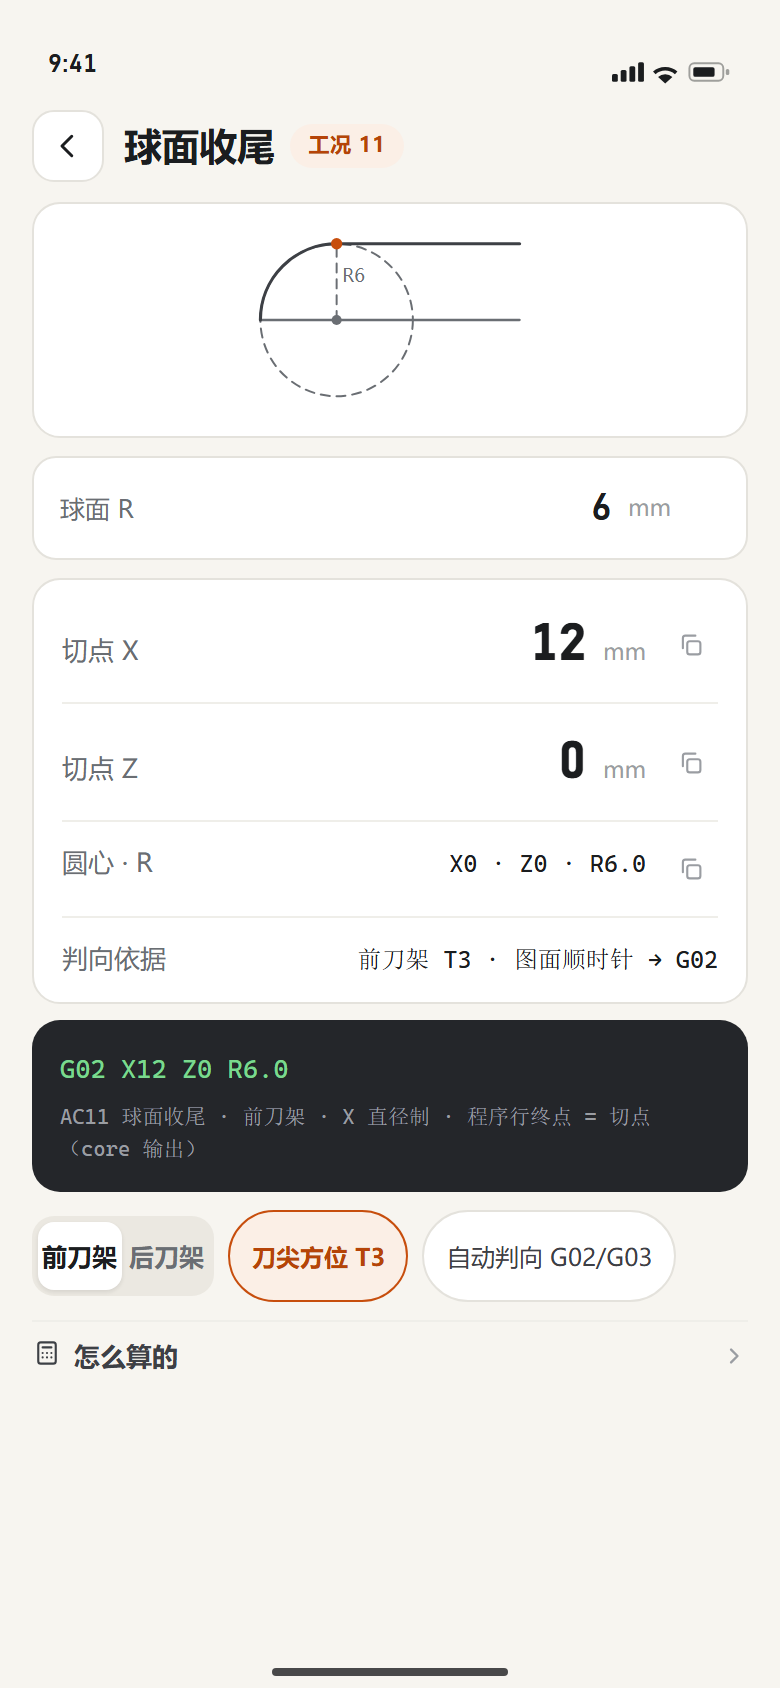 9:41
球面收尾 工况 11
R6
球面 R 6 mm
切点 X 12 mm
切点 Z 0 mm
圆心 · R X0 · Z0 · R6.0
判向依据 前刀架 T3 · 图面顺时针 → G02
G02 X12 Z0 R6.0
AC11 球面收尾 · 前刀架 · X 直径制 · 程序行终点 = 切点
（core 输出）
前刀架 后刀架 刀尖方位 T3 自动判向 G02/G03
怎么算的